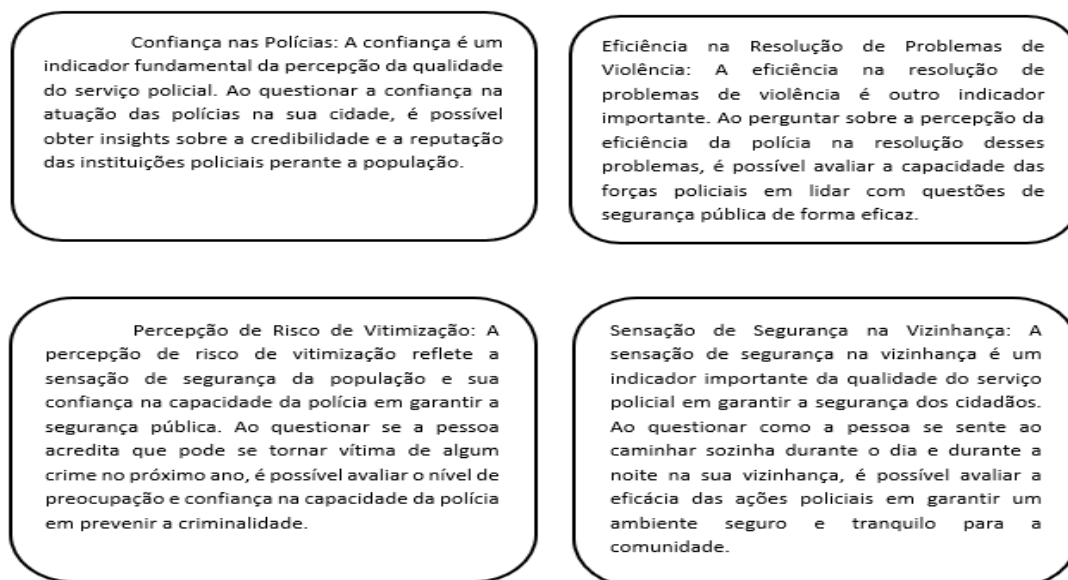 Confiança nas Polícias: A confiança é um
indicador fundamental da percepção da qualidade
do serviço policial. Ao questionar a confiança na
atuação das polícias na sua cidade, é possível
obter insights sobre a credibilidade e a reputação
das instituições policiais perante a população.
Eficiência na Resolução de Problemas de
Violência: A eficiência na resolução de
problemas de violência é outro indicador
importante. Ao perguntar sobre a percepção da
eficiência da polícia na resolução desses
problemas, é possível avaliar a capacidade das
forças policiais em lidar com questões de
segurança pública de forma eficaz.
Percepção de Risco de Vitimização: A
percepção de risco de vitimização reflete a
sensação de segurança da população e sua
confiança na capacidade da polícia em garantir a
segurança pública. Ao questionar se a pessoa
acredita que pode se tornar vítima de algum
crime no próximo ano, é possível avaliar o nível de
preocupação e confiança na capacidade da polícia
em prevenir a criminalidade.
Sensação de Segurança na Vizinhança: A
sensação de segurança na vizinhança é um
indicador importante da qualidade do serviço
policial em garantir a segurança dos cidadãos.
Ao questionar como a pessoa se sente ao
caminhar sozinha durante o dia e durante a
noite na sua vizinhança, é possível avaliar a
eficácia das ações policiais em garantir um
ambiente seguro e tranquilo para a
comunidade.